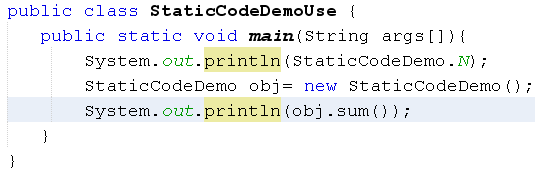 public class StaticCodeDemoUse {
public static void main(String args[]){
System.out.println(StaticCodeDemo.N);
StaticCodeDemo obj= new StaticCodeDemo();
System.out.println(obj.sum());
}
}